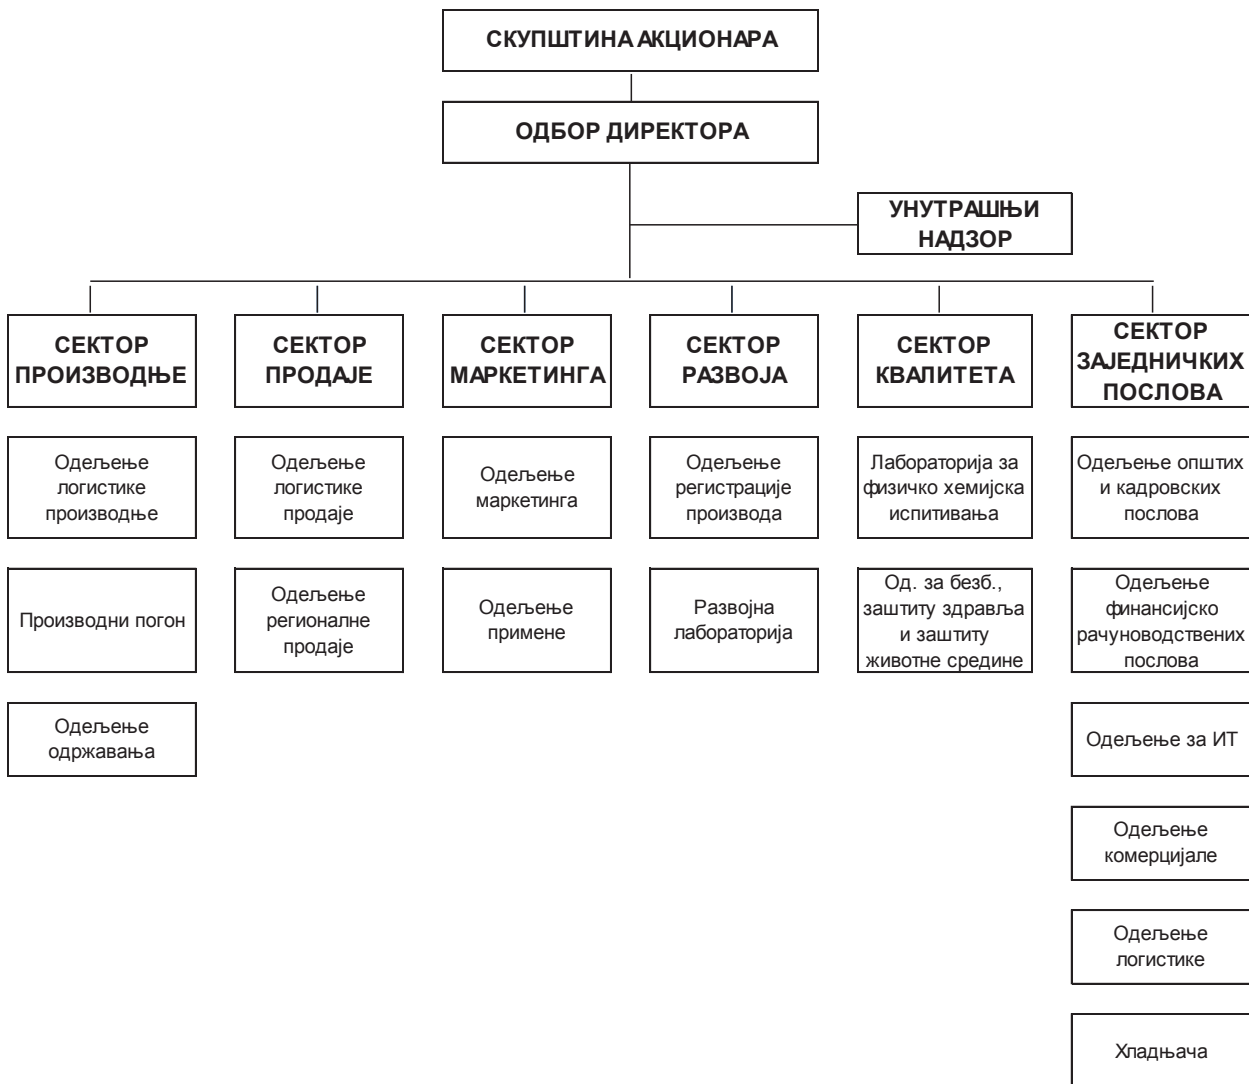 СКУПШТИНА АКЦИОНАРА
ОДБОР ДИРЕКТОРА
УНУТРАШЊИ
НАДЗОР
СЕКТОР
ПРОИЗВОДЊЕ
СЕКТОР
ПРОДАЈЕ
СЕКТОР
МАРКЕТИНГА
СЕКТОР
РАЗВОЈА
СЕКТОР
КВАЛИТЕТА
СЕКТОР
ЗАЈЕДНИЧКИХ
ПОСЛОВА
Одељење
логистике
производње
Одељење
логистике
продаје
Одељење
маркетинга
Одељење
регистрације
производа
Лабораторија за
физичко хемијска
испитивања
Одељење општих
и кадровских
послова
Производни погон
Одељење
регионалне
продаје
Одељење
примене
Развојна
лабораторија
Од. за безб.,
заштиту здравља
и заштиту
животне средине
Одељење
финансијско
рачуноводствених
послова
Одељење
одржавања
Одељење за ИТ
Одељење
комерцијале
Одељење
логистике
Хладњача